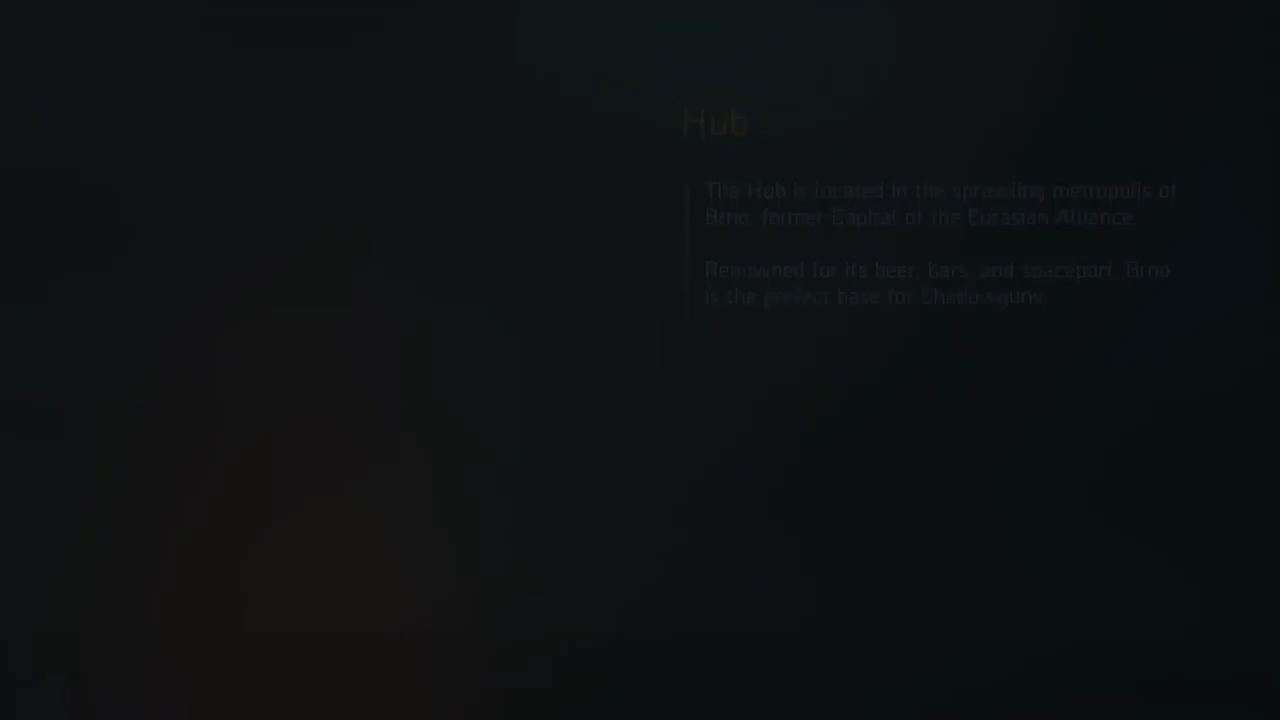 Hub
The Hub is located in the sprawling metropolis of
Brno, former Capital of the Eurasian Alliance.
Renowned for its beer, bars, and spaceport, Brno
is the perfect base for Shadowguns.